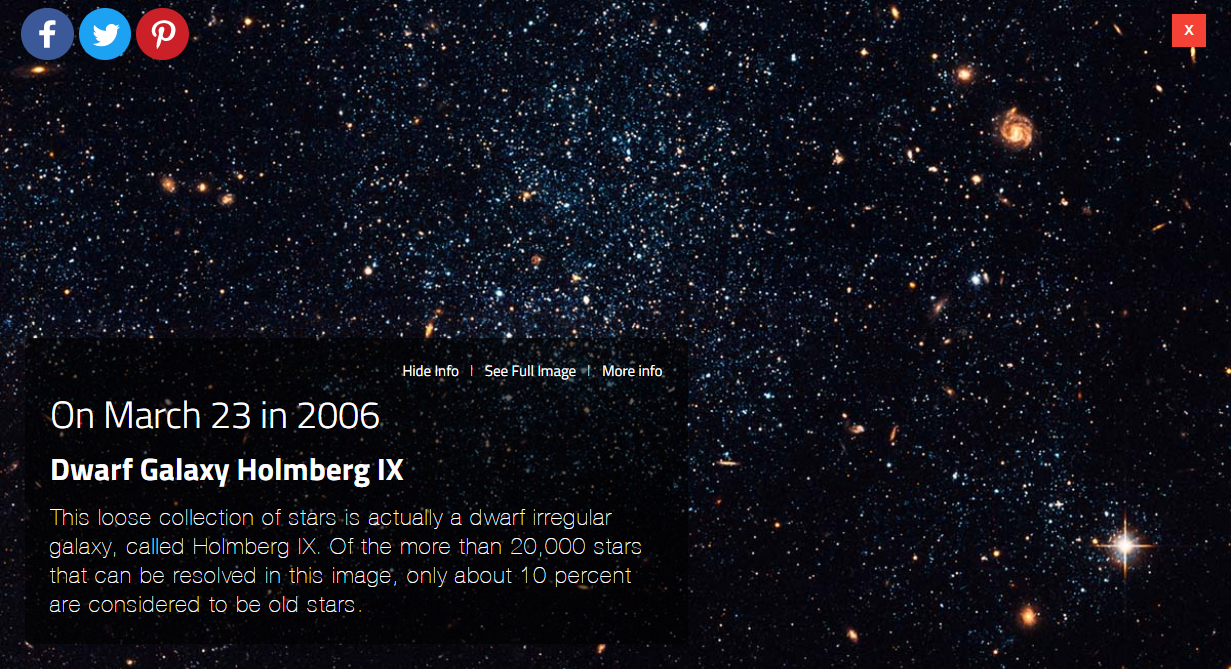 X
Hide Info | See Full Image | More info
On March 23 in 2006
Dwarf Galaxy Holmberg IX
This loose collection of stars is actually a dwarf irregular
galaxy, called Holmberg IX. Of the more than 20,000 stars
that can be resolved in this image, only about 10 percent
are considered to be old stars.